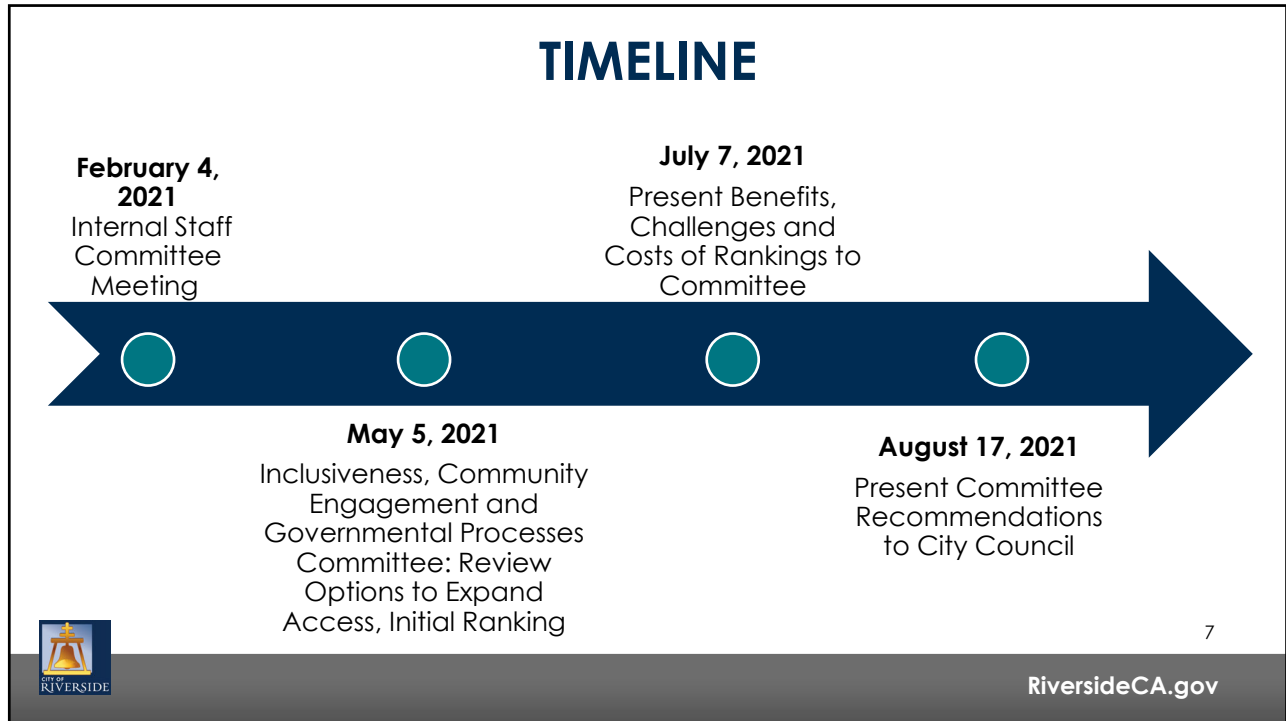 TIMELINE
February 4,
2021
Internal Staff
Committee
Meeting
July 7, 2021
Present Benefits,
Challenges and
Costs of Rankings to
Committee
May 5, 2021
Inclusiveness, Community
Engagement and
Governmental Processes
Committee: Review
Options to Expand
Access, Initial Ranking
August 17, 2021
Present Committee
Recommendations
to City Council
7
CITY OF
RIVERSIDE
RiversideCA.gov